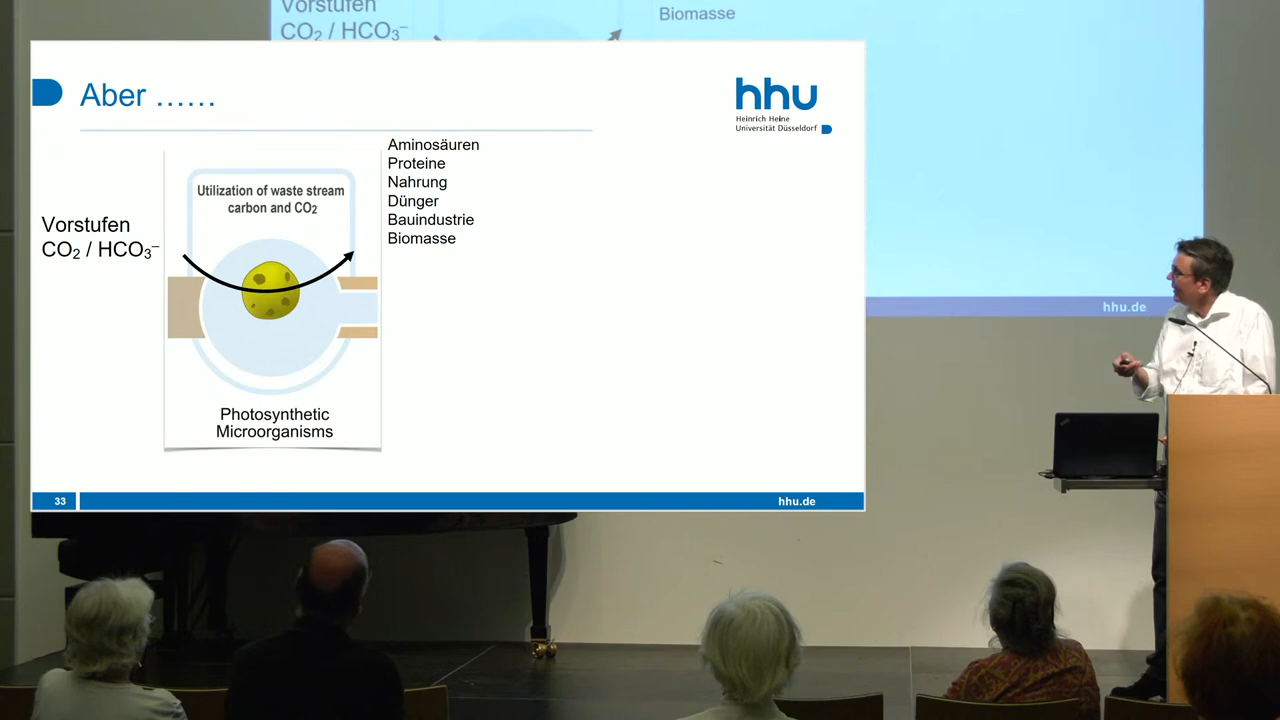 Vorstufen
CO₂ / HCO₃⁻
Biomasse
Aber ……
hhu
Heinrich Heine
Universität Düsseldorf
Aminosäuren
Proteine
Nahrung
Dünger
Bauindustrie
Biomasse
Utilization of waste stream
carbon and CO₂
Vorstufen
CO₂ / HCO₃⁻
Photosynthetic
Microorganisms
33
hhu.de
hhu.de